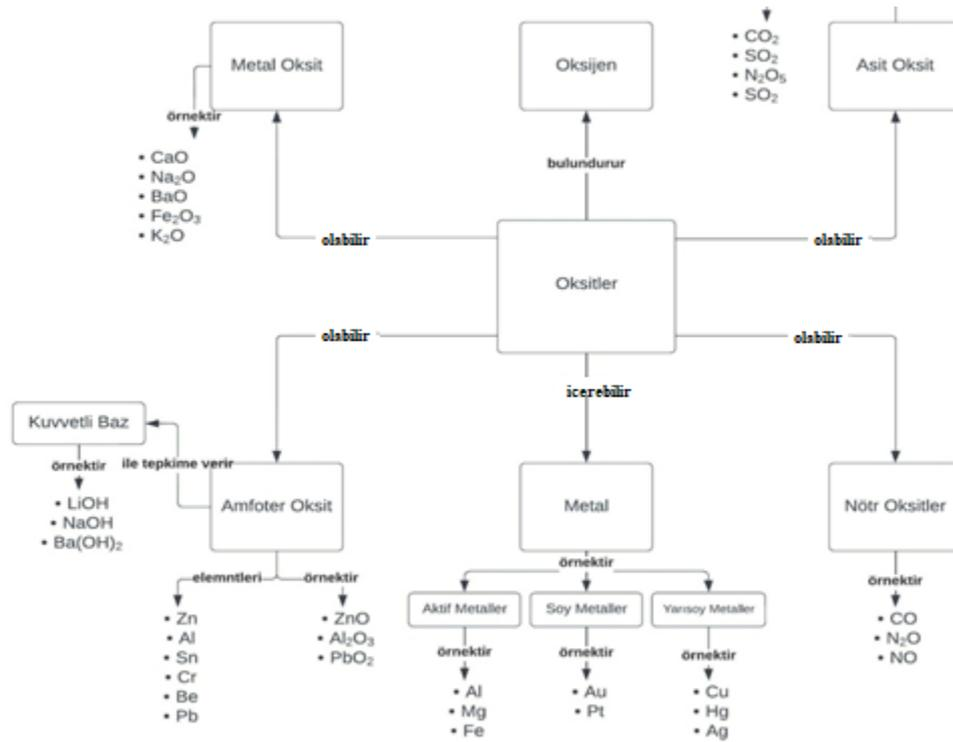 • CO₂
• SO₂
• N₂O₅
• SO₂
Metal Oksit
Oksijen
Asit Oksit
örnektir
• CaO
• Na₂O
• BaO
• Fe₂O₃
• K₂O
bulundurur
olabilir
olabilir
Oksitler
olabilir
olabilir
icerebilir
Kuvvetli Baz
örnektir
ile tepkime verir
• LiOH
• NaOH
• Ba(OH)₂
Amfoter Oksit
Metal
Nötr Oksitler
elemntleri
örnektir
• Zn
• Al
• Sn
• Cr
• Be
• Pb
• ZnO
• Al₂O₃
• PbO₂
örnektir
Aktif Metaller
Soy Metaller
Yarısoy Metaller
örnektir
örnektir
örnektir
• Al
• Mg
• Fe
• Au
• Pt
• Cu
• Hg
• Ag
örnektir
• CO
• N₂O
• NO